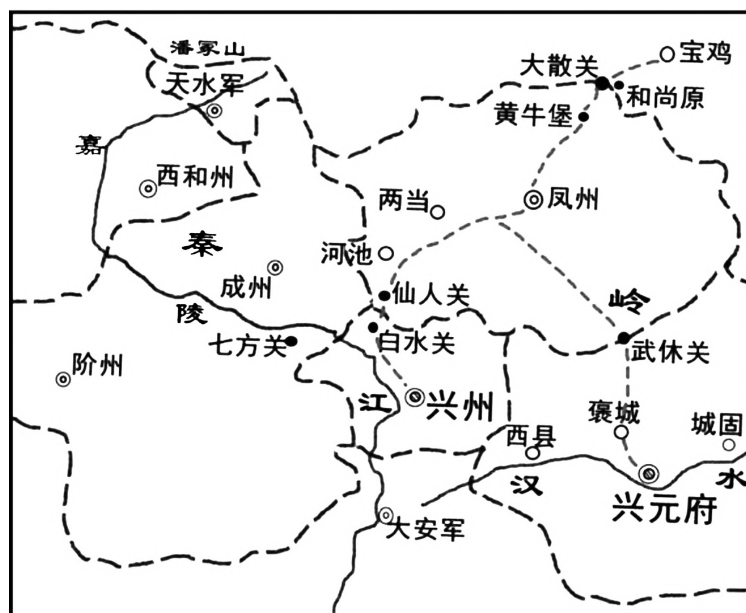 潘冢山
宝鸡
大散关
天水军
和尚原
黄牛堡
嘉
西和州
两当
凤州
秦
河池
成州
仙人关
岭
陵
七方关
白水关
武休关
阶州
江
兴州
褒城
西县
城固
汉
水
兴元府
大安军